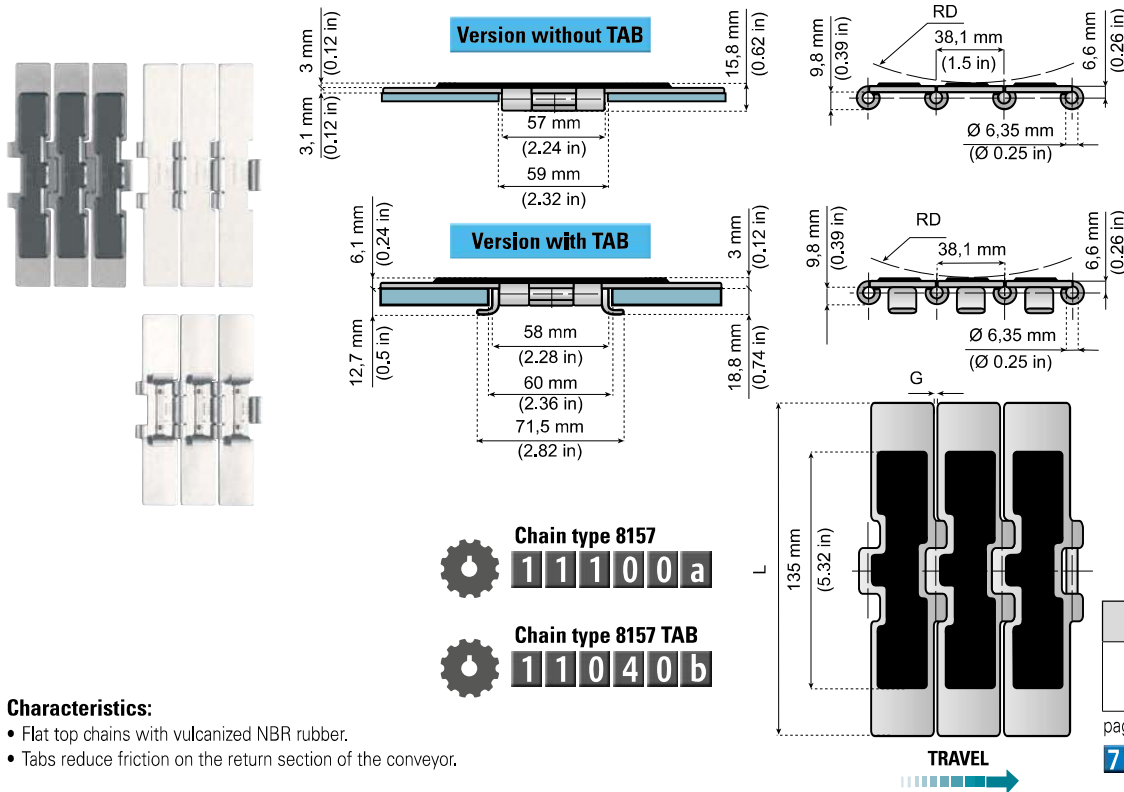 Version without TAB
3 mm
(0.12 in)
3,1 mm
(0.12 in)
15,8 mm
(0.62 in)
57 mm
(2.24 in)
59 mm
(2.32 in)
RD
38,1 mm
(1.5 in)
9,8 mm
(0.39 in)
6,6 mm
(0.26 in)
Ø 6,35 mm
(Ø 0.25 in)
Version with TAB
6,1 mm
(0.24 in)
12,7 mm
(0.5 in)
3 mm
(0.12 in)
18,8 mm
(0.74 in)
58 mm
(2.28 in)
60 mm
(2.36 in)
71,5 mm
(2.82 in)
RD
38,1 mm
9,8 mm
(0.39 in)
6,6 mm
(0.26 in)
Ø 6,35 mm
(Ø 0.25 in)
G
L
135 mm
(5.32 in)
TRAVEL
Chain type 8157
11100a
Chain type 8157 TAB
11040b
Characteristics:
• Flat top chains with vulcanized NBR rubber.
• Tabs reduce friction on the return section of the conveyor.
7